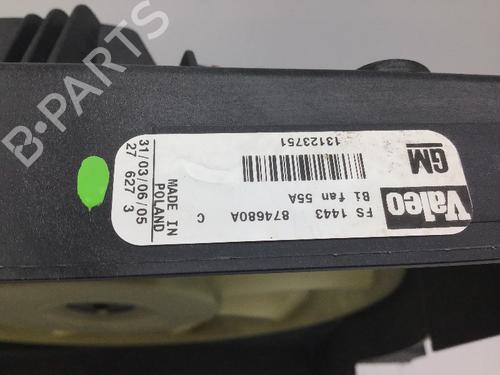 Valeo
GM
FS 1443 874680A C
Bi fan 55A
13123751
MADE IN
POLAND
31/03/06/05
27 627 3
B-PARTS